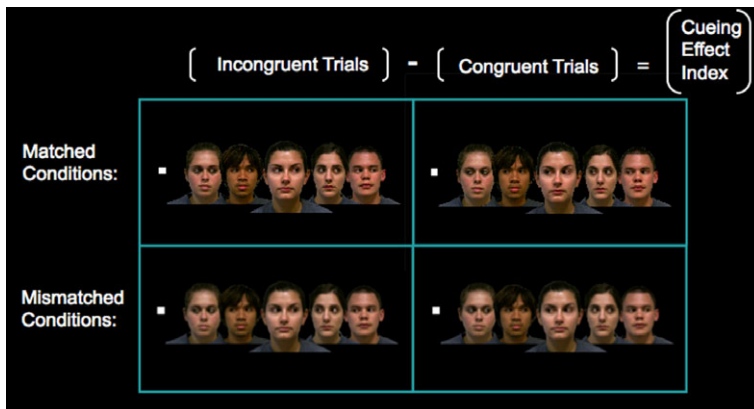 ( Incongruent Trials ) - ( Congruent Trials ) = ( Cueing
Effect
Index )
Matched
Conditions:
Mismatched
Conditions: